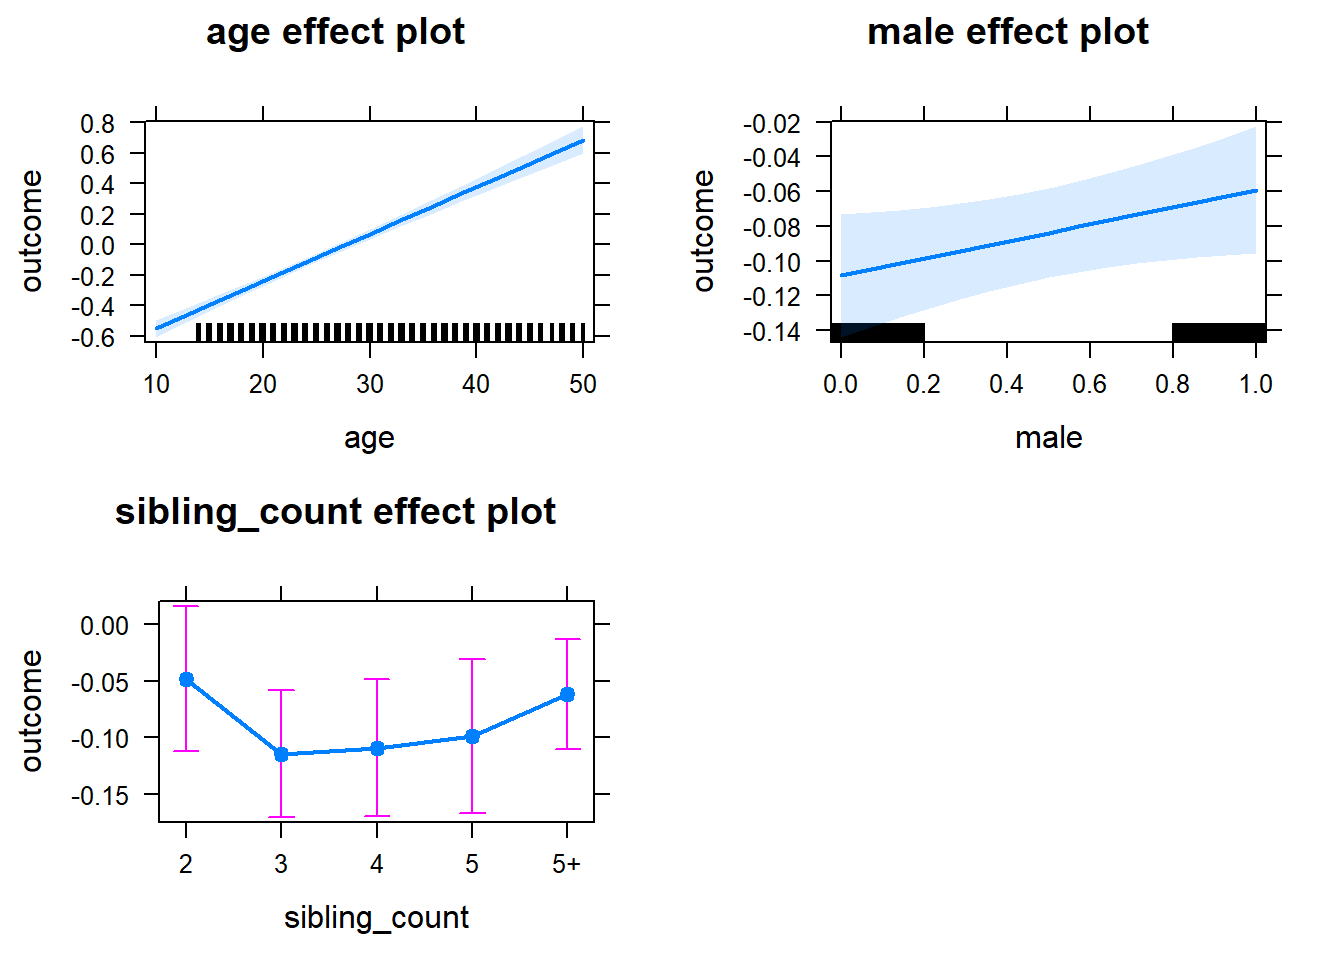 age effect plot
outcome
0.8
0.6
0.4
0.2
0.0
-0.2
-0.4
-0.6
10 20 30 40 50
age
male effect plot
outcome
-0.02
-0.04
-0.06
-0.08
-0.10
-0.12
-0.14
0.0 0.2 0.4 0.6 0.8 1.0
male
sibling_count effect plot
outcome
0.00
-0.05
-0.10
-0.15
2 3 4 5 5+
sibling_count